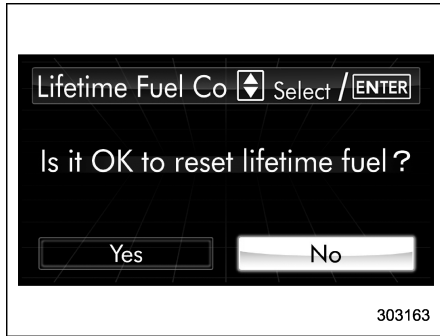 Lifetime Fuel Co Select / ENTER
Is it OK to reset lifetime fuel ?
Yes No
303163